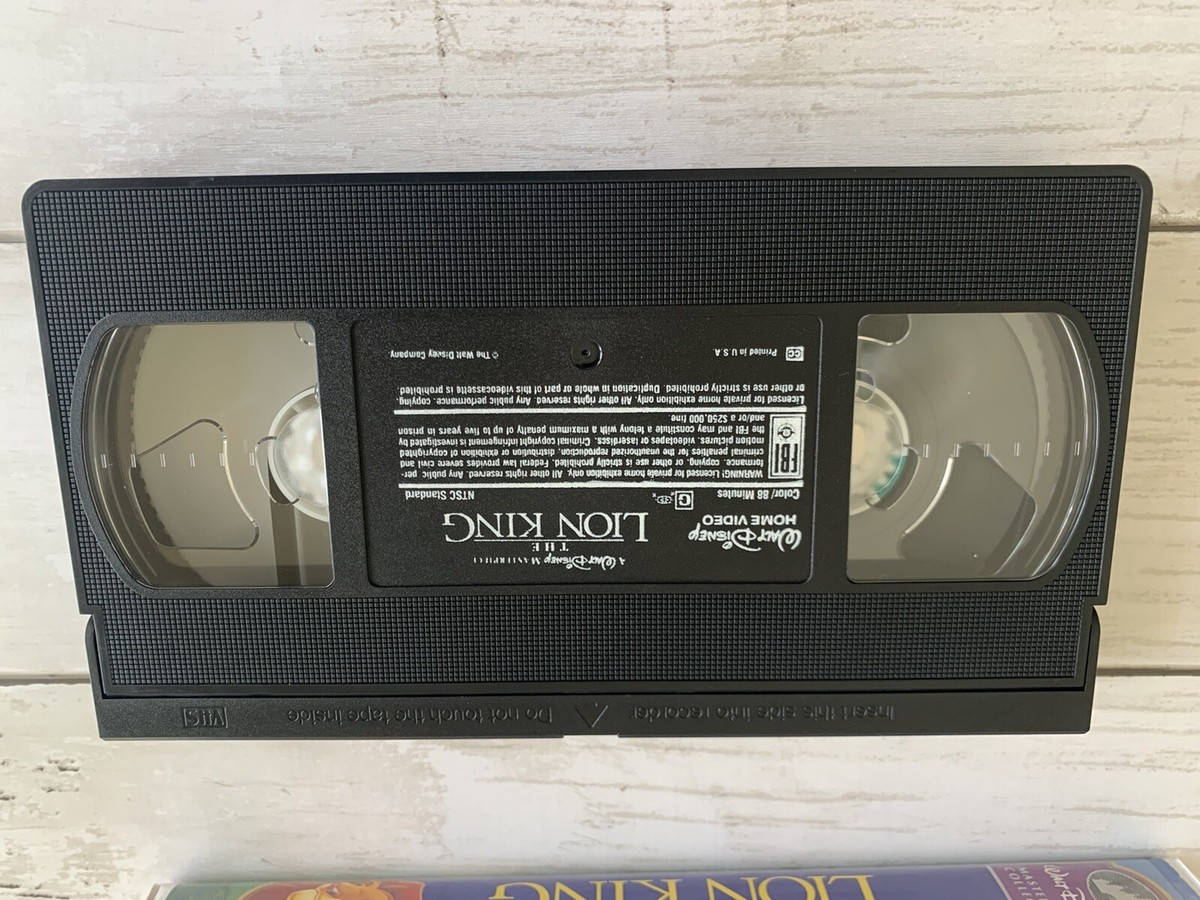 A WALT DISNEY MASTERPIECE
THE
LION KING
WALT DISNEY
HOME VIDEO
Color/ 88 Minutes
G
NTSC Standard
FBI
WARNING: Licensed for private home exhibition only. All other rights reserved. Any public per-
formance, copying, or other use is strictly prohibited. Federal law provides severe civil and
criminal penalties for the unauthorized reproduction, distribution or exhibition of copyrighted
motion pictures, videotapes or laserdiscs. Criminal copyright infringement is investigated by
the FBI and may constitute a felony with a maximum penalty of up to five years in prison
and/or a $250,000 fine.
Licensed for private home exhibition only. All other rights reserved. Any public performance, copying,
or other use is strictly prohibited. Duplication in whole or part of this videocassette is prohibited.
CC Printed in U.S.A.
© The Walt Disney Company
Insert this side into recorder
Do not touch the tape inside
VHS
WALT D
MASTER
COLLE
LION KING